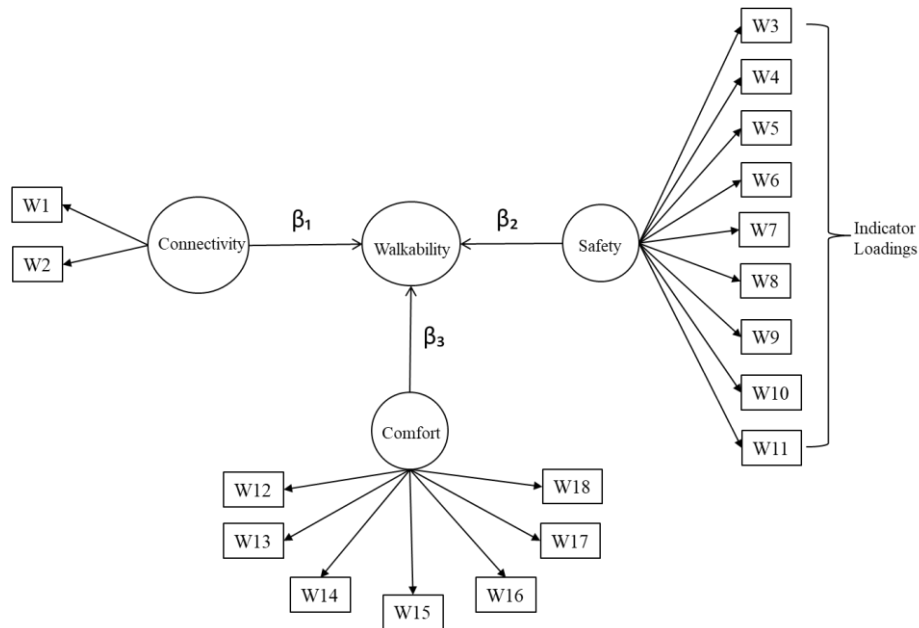 W3
W4
W5
W6
W7
W8
W9
W10
W11
Indicator
Loadings
W1
W2
Connectivity
β₁
Walkability
β₂
Safety
β₃
Comfort
W12
W13
W14
W15
W16
W17
W18